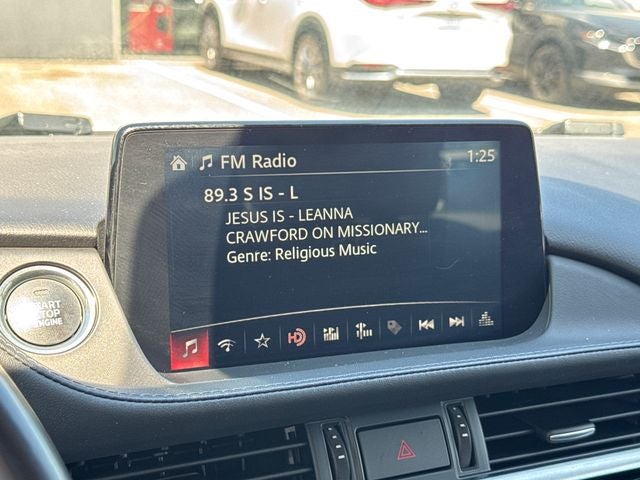 FM Radio 1:25
89.3 S IS - L
JESUS IS - LEANNA
CRAWFORD ON MISSIONARY...
Genre: Religious Music
HD
START
STOP
ENGINE